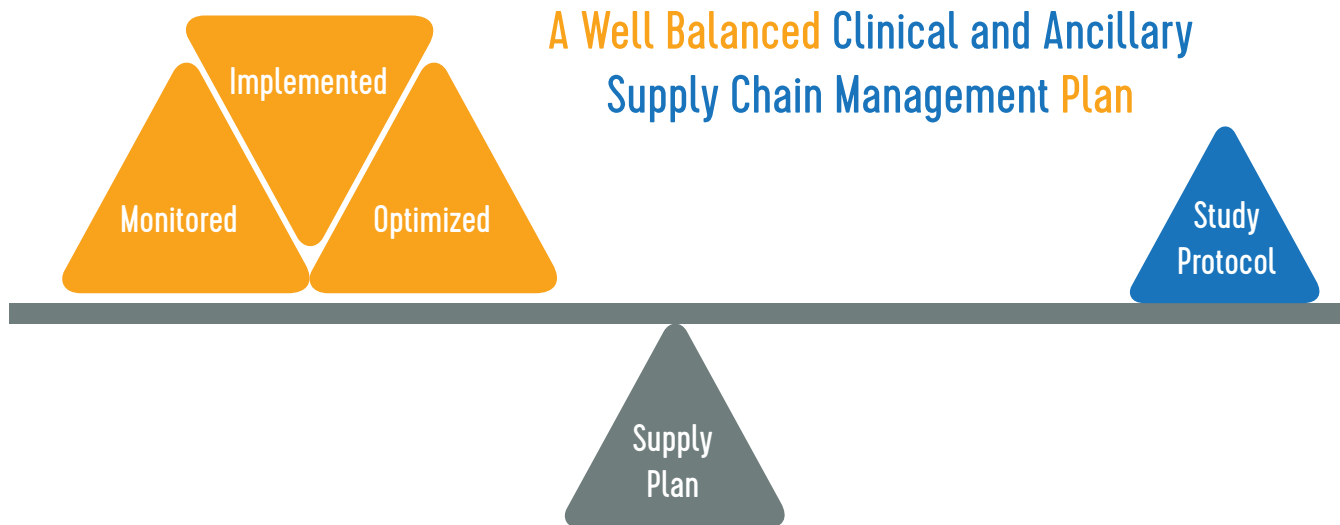 A Well Balanced Clinical and Ancillary
Supply Chain Management Plan
Implemented
Monitored
Optimized
Study
Protocol
Supply
Plan